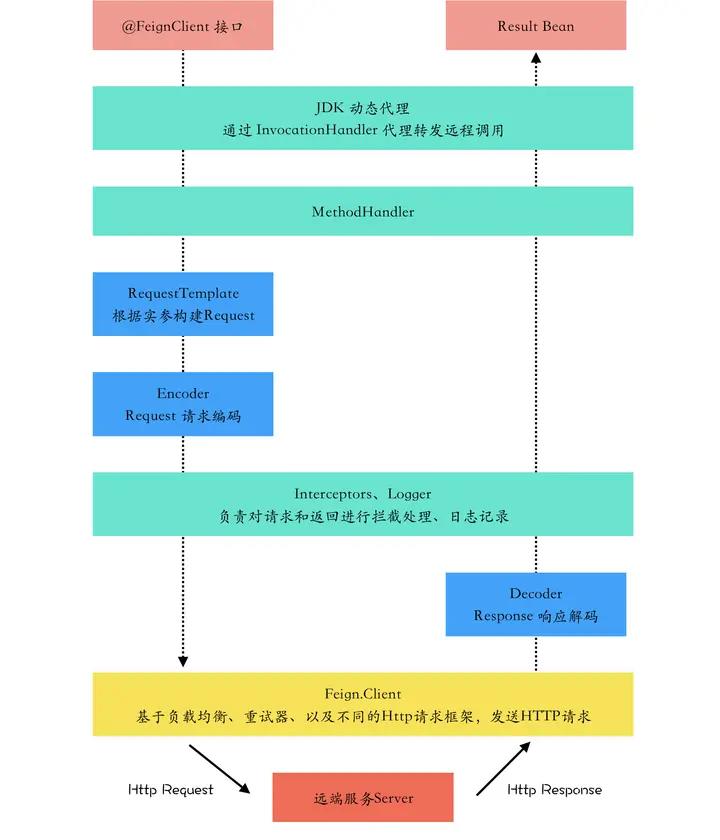 @FeignClient 接口
Result Bean
JDK 动态代理
通过 InvocationHandler 代理转发远程调用
MethodHandler
RequestTemplate
根据实参构建Request
Encoder
Request 请求编码
Interceptors、Logger
负责对请求和返回进行拦截处理、日志记录
Decoder
Response 响应解码
Feign.Client
基于负载均衡、重试器、以及不同的Http请求框架，发送HTTP请求
Http Request
Http Response
远端服务Server